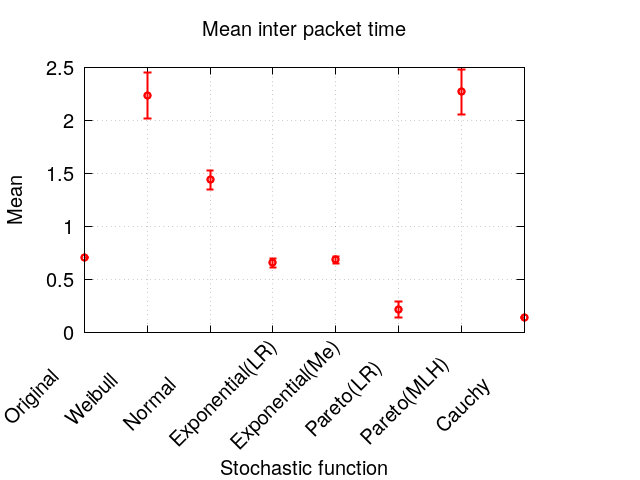 Mean inter packet time
2.5
2
1.5
1
0.5
0
Mean
Original
Weibull
Normal
Exponential(LR)
Exponential(Me)
Pareto(LR)
Pareto(MLH)
Cauchy
Stochastic function